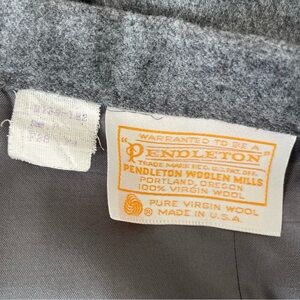 WARRANTED TO BE A
"PENDLETON"
TRADE MARK REG. U.S. PAT. OFF.
PENDLETON WOOLEN MILLS
PORTLAND, OREGON
100% VIRGIN WOOL
PURE VIRGIN WOOL
MADE IN U.S.A.